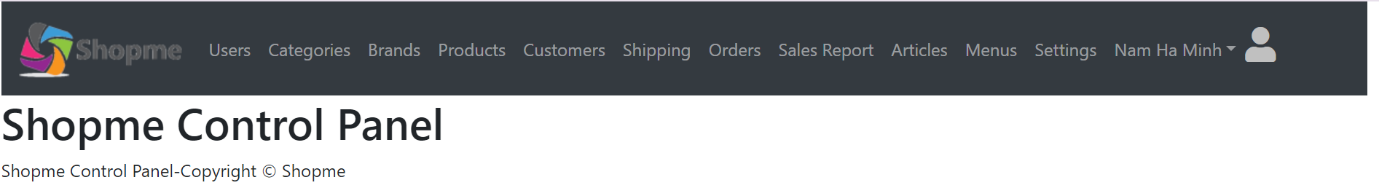 Shopme Users Categories Brands Products Customers Shipping Orders Sales Report Articles Menus Settings Nam Ha Minh
Shopme Control Panel
Shopme Control Panel-Copyright © Shopme